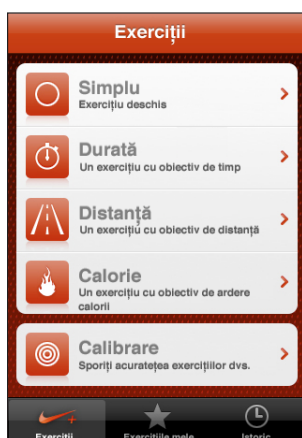 Exerciții
Simplu
Exercițiu deschis
Durată
Un exercițiu cu obiectiv de timp
Distanță
Un exercițiu cu obiectiv de distanță
Calorie
Un exercițiu cu obiectiv de ardere
calorii
Calibrare
Sporiți acuratețea exercițiilor dvs.
Exerciții
Exercițiile mele
Istoric